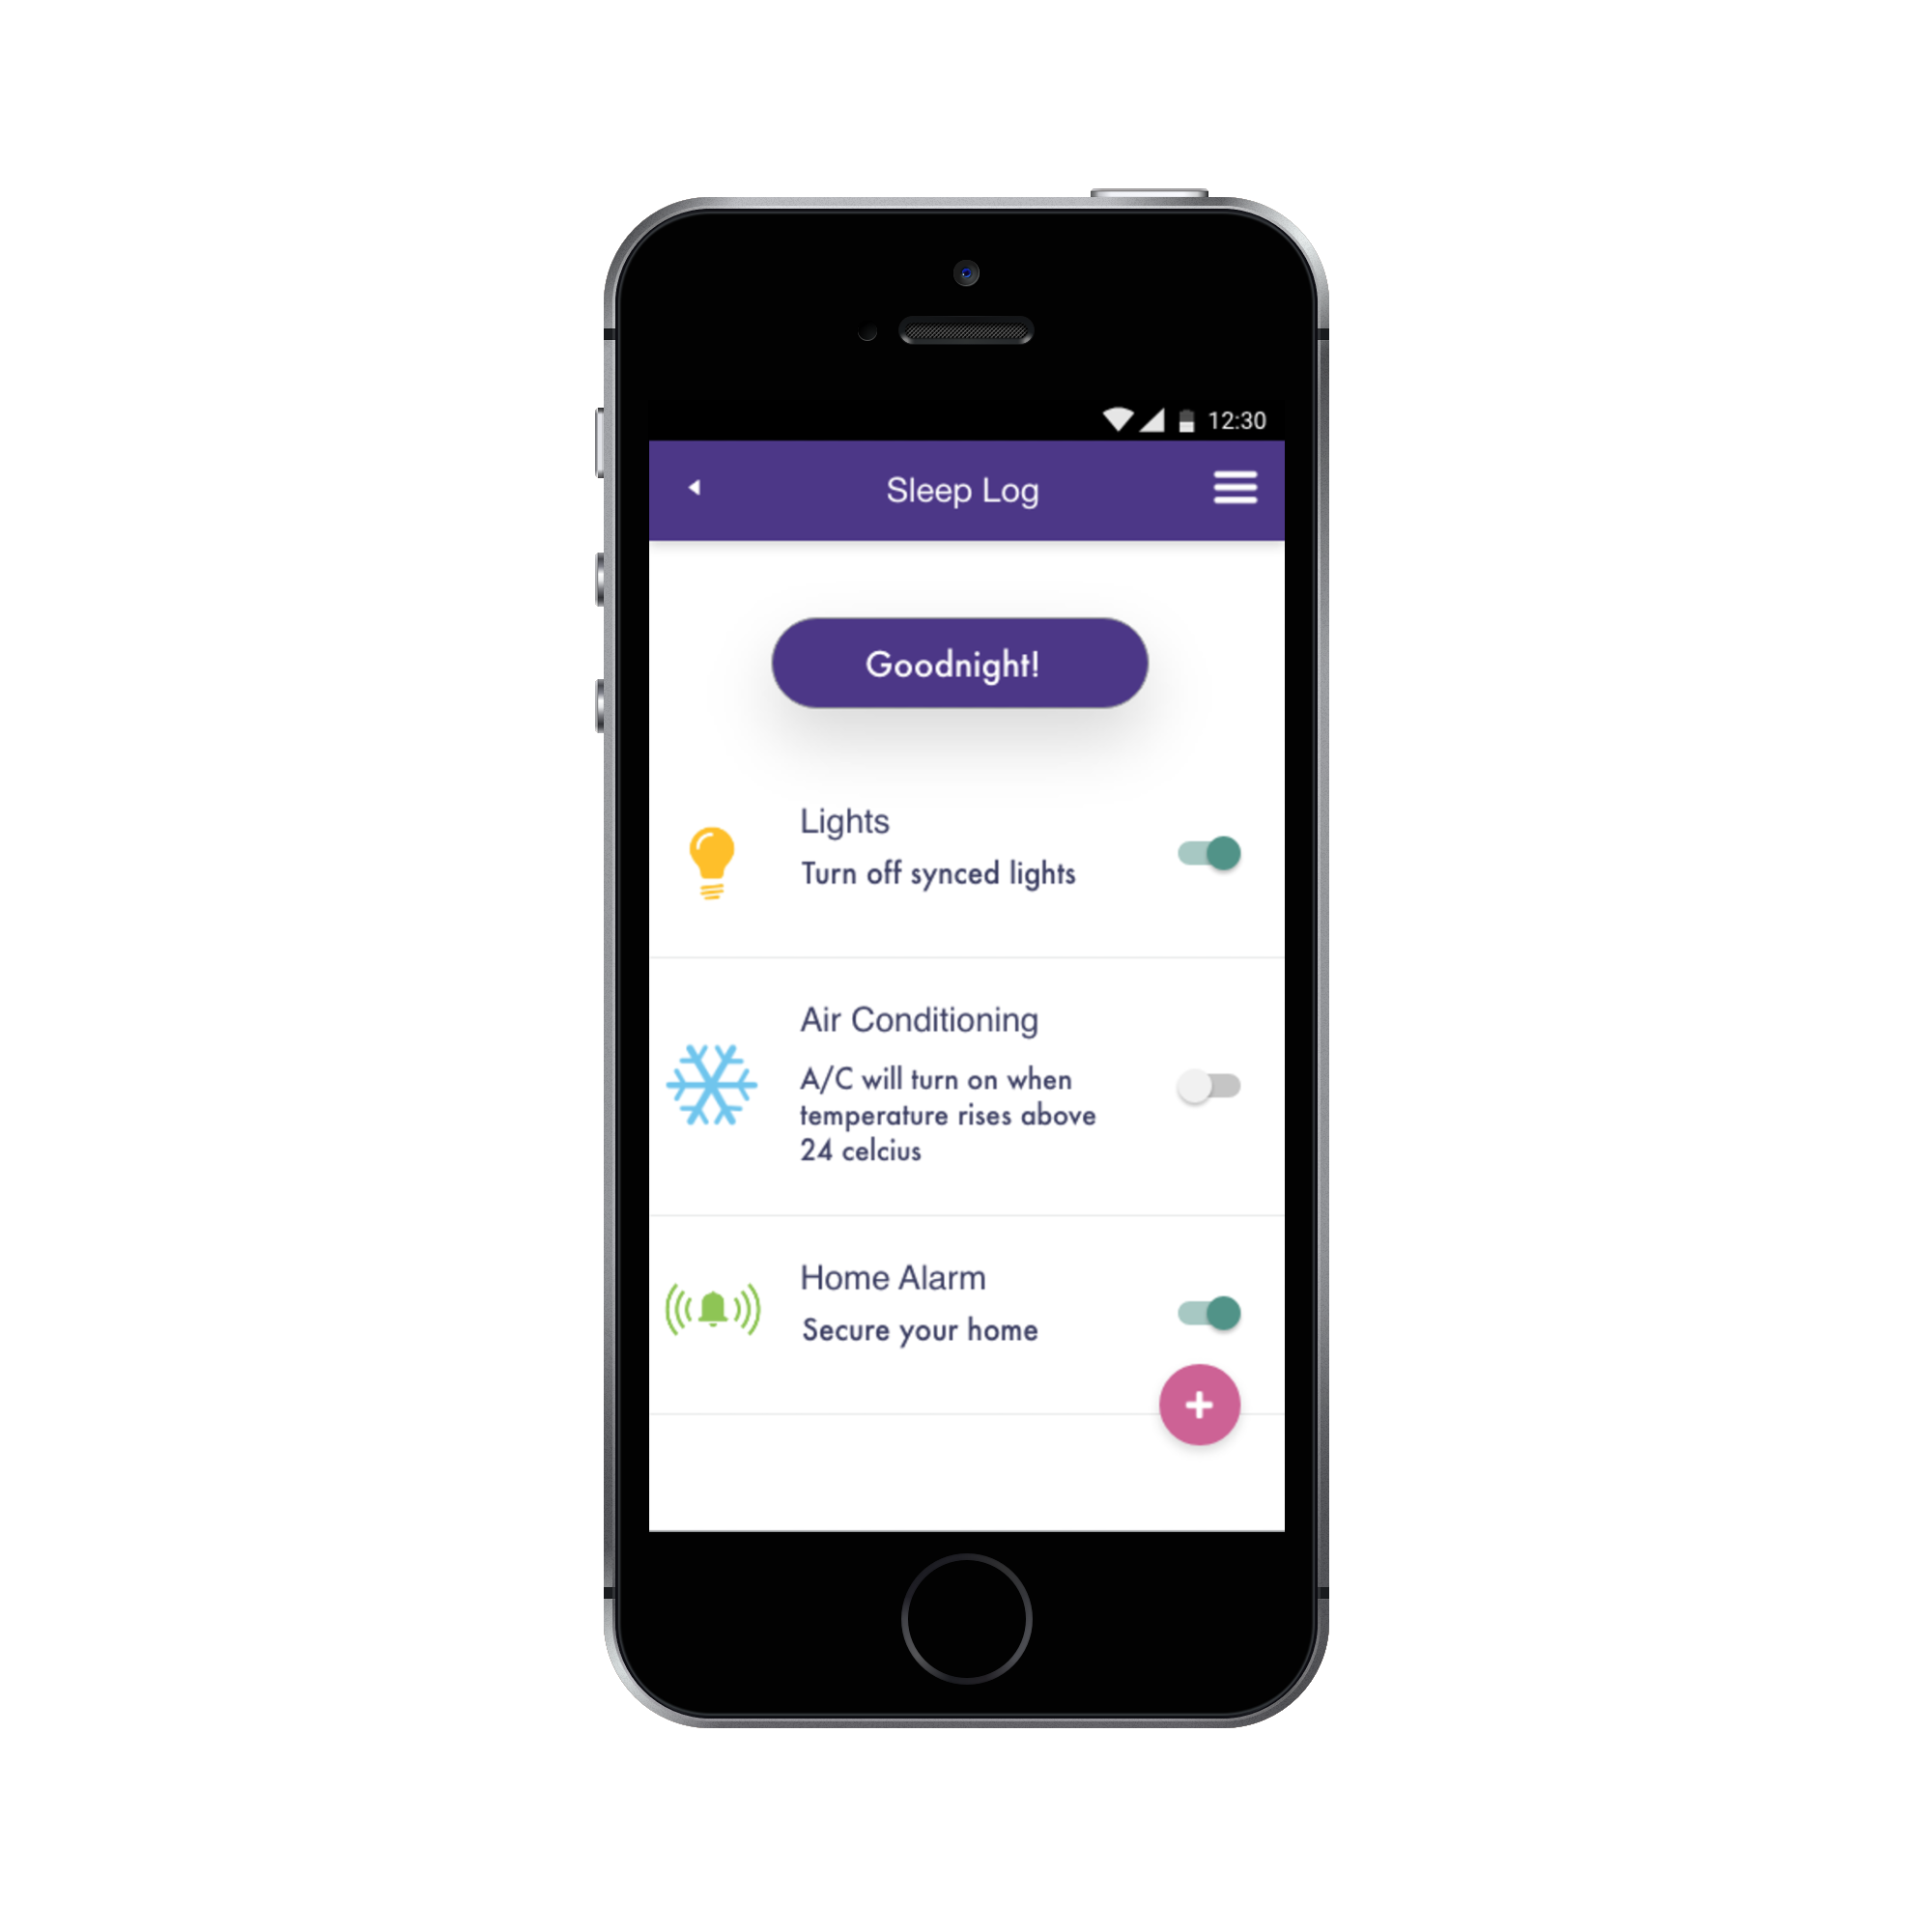 12:30
Sleep Log
Goodnight!
Lights
Turn off synced lights
Air Conditioning
A/C will turn on when
temperature rises above
24 celcius
Home Alarm
Secure your home